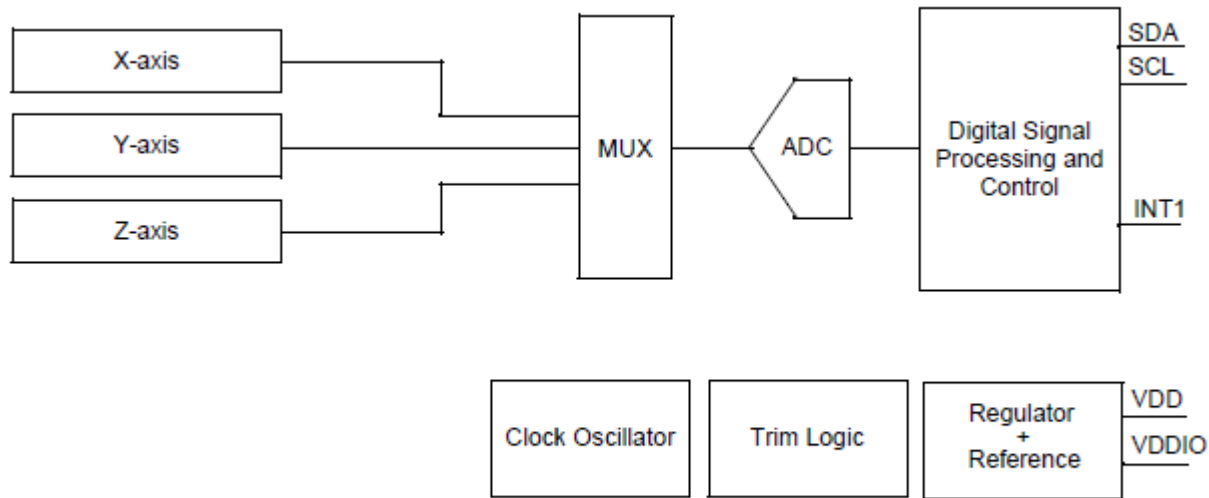 X-axis
Y-axis
Z-axis
MUX
ADC
Digital Signal
Processing and
Control
SDA
SCL
INT1
Clock Oscillator
Trim Logic
Regulator
+
Reference
VDD
VDDIO